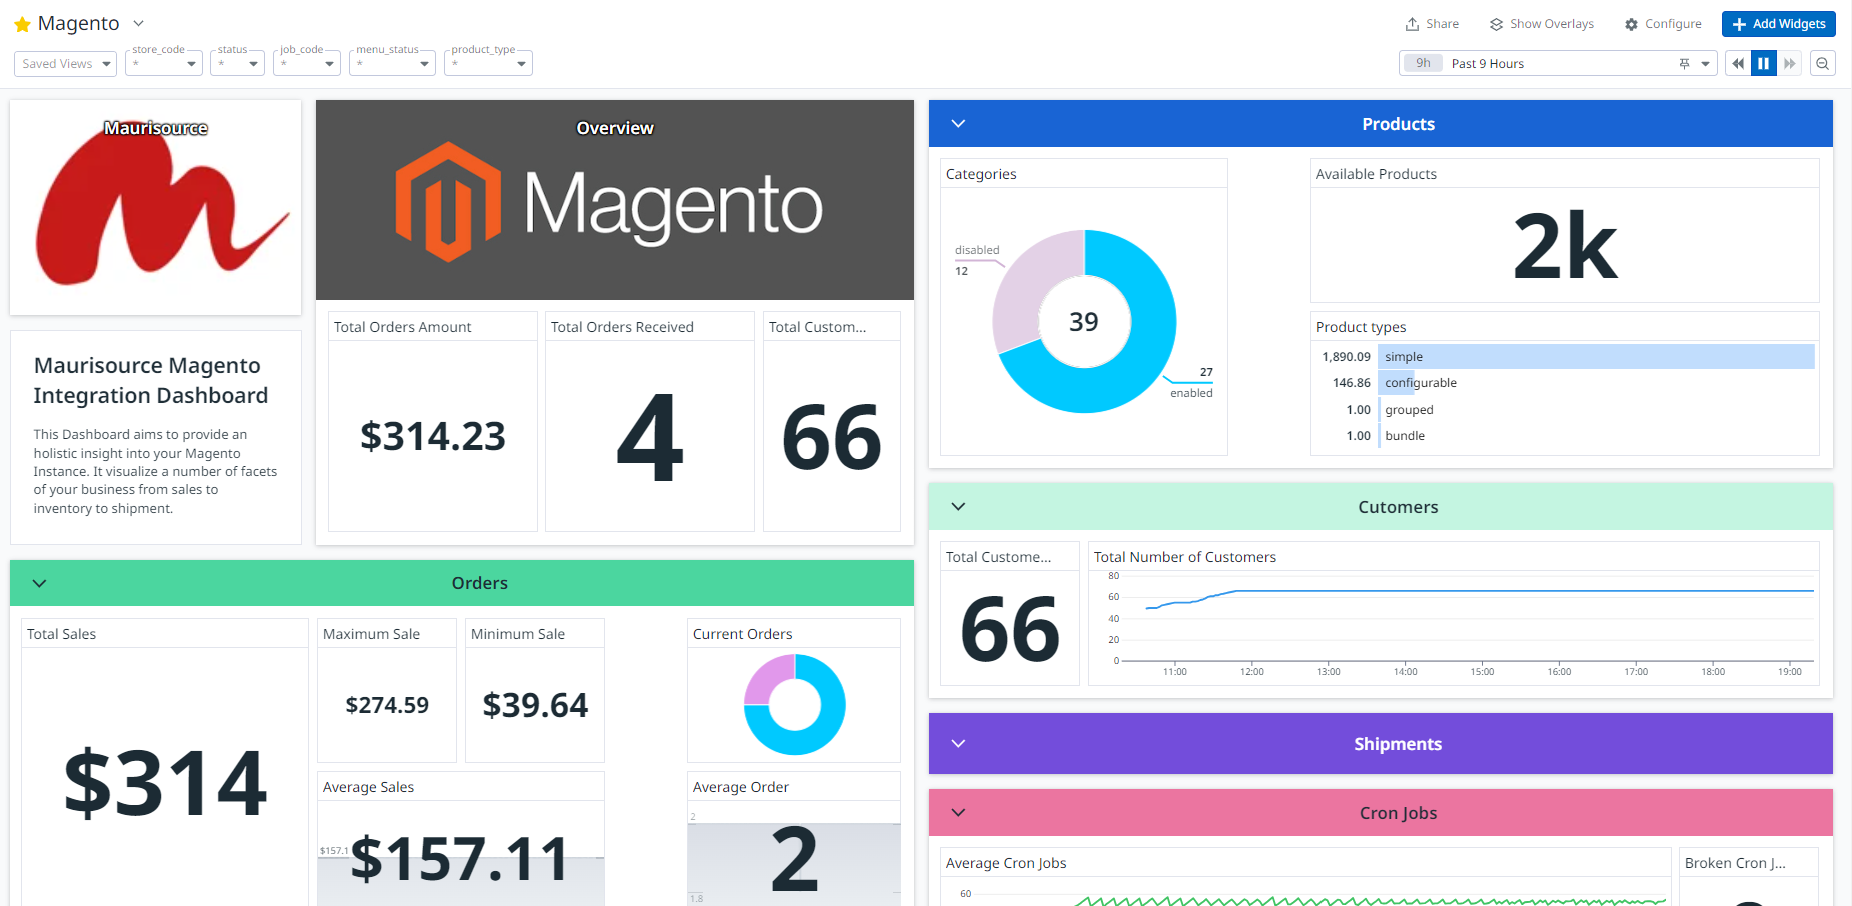 Magento
Share
Show Overlays
Configure
Add Widgets
Saved Views
store_code
*
status
*
job_code
*
menu_status
*
product_type
*
9h
Past 9 Hours
Maurisource
Maurisource Magento
Integration Dashboard
This Dashboard aims to provide an
holistic insight into your Magento
Instance. It visualize a number of facets
of your business from sales to
inventory to shipment.
Overview
Magento
Total Orders Amount
$314.23
Total Orders Received
4
Total Custom...
66
Orders
Total Sales
$314
Maximum Sale
$274.59
Minimum Sale
$39.64
Current Orders
Average Sales
$157.1
$157.11
Average Order
2
2
1.8
Products
Categories
disabled
12
39
27
enabled
Available Products
2k
Product types
1,890.09 simple
146.86 configurable
1.00 grouped
1.00 bundle
Cutomers
Total Custome...
66
Total Number of Customers
80
60
40
20
0
11:00 12:00 13:00 14:00 15:00 16:00 17:00 18:00 19:00
Shipments
Cron Jobs
Average Cron Jobs
60
Broken Cron J...